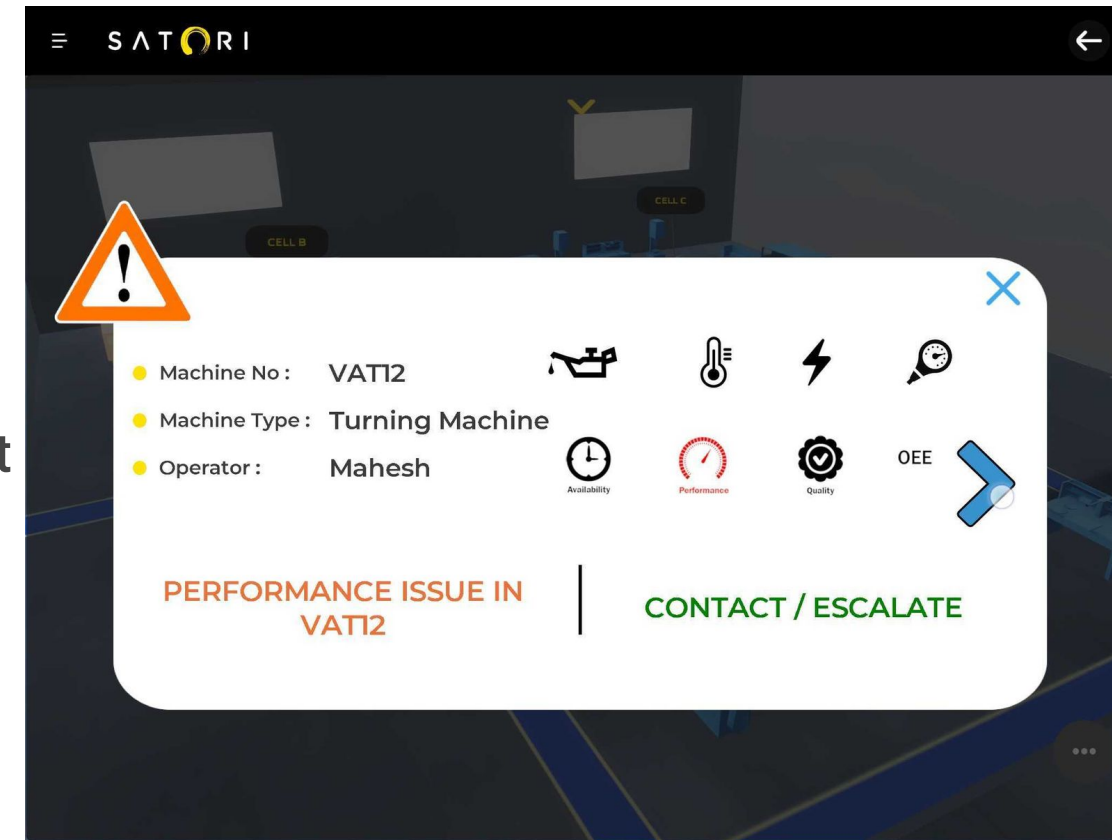 SATORI
CELL C
CELL B
t
Machine No : VAT12
Machine Type : Turning Machine
Operator : Mahesh
Availability
Performance
Quality
OEE
PERFORMANCE ISSUE IN
VAT12
CONTACT / ESCALATE